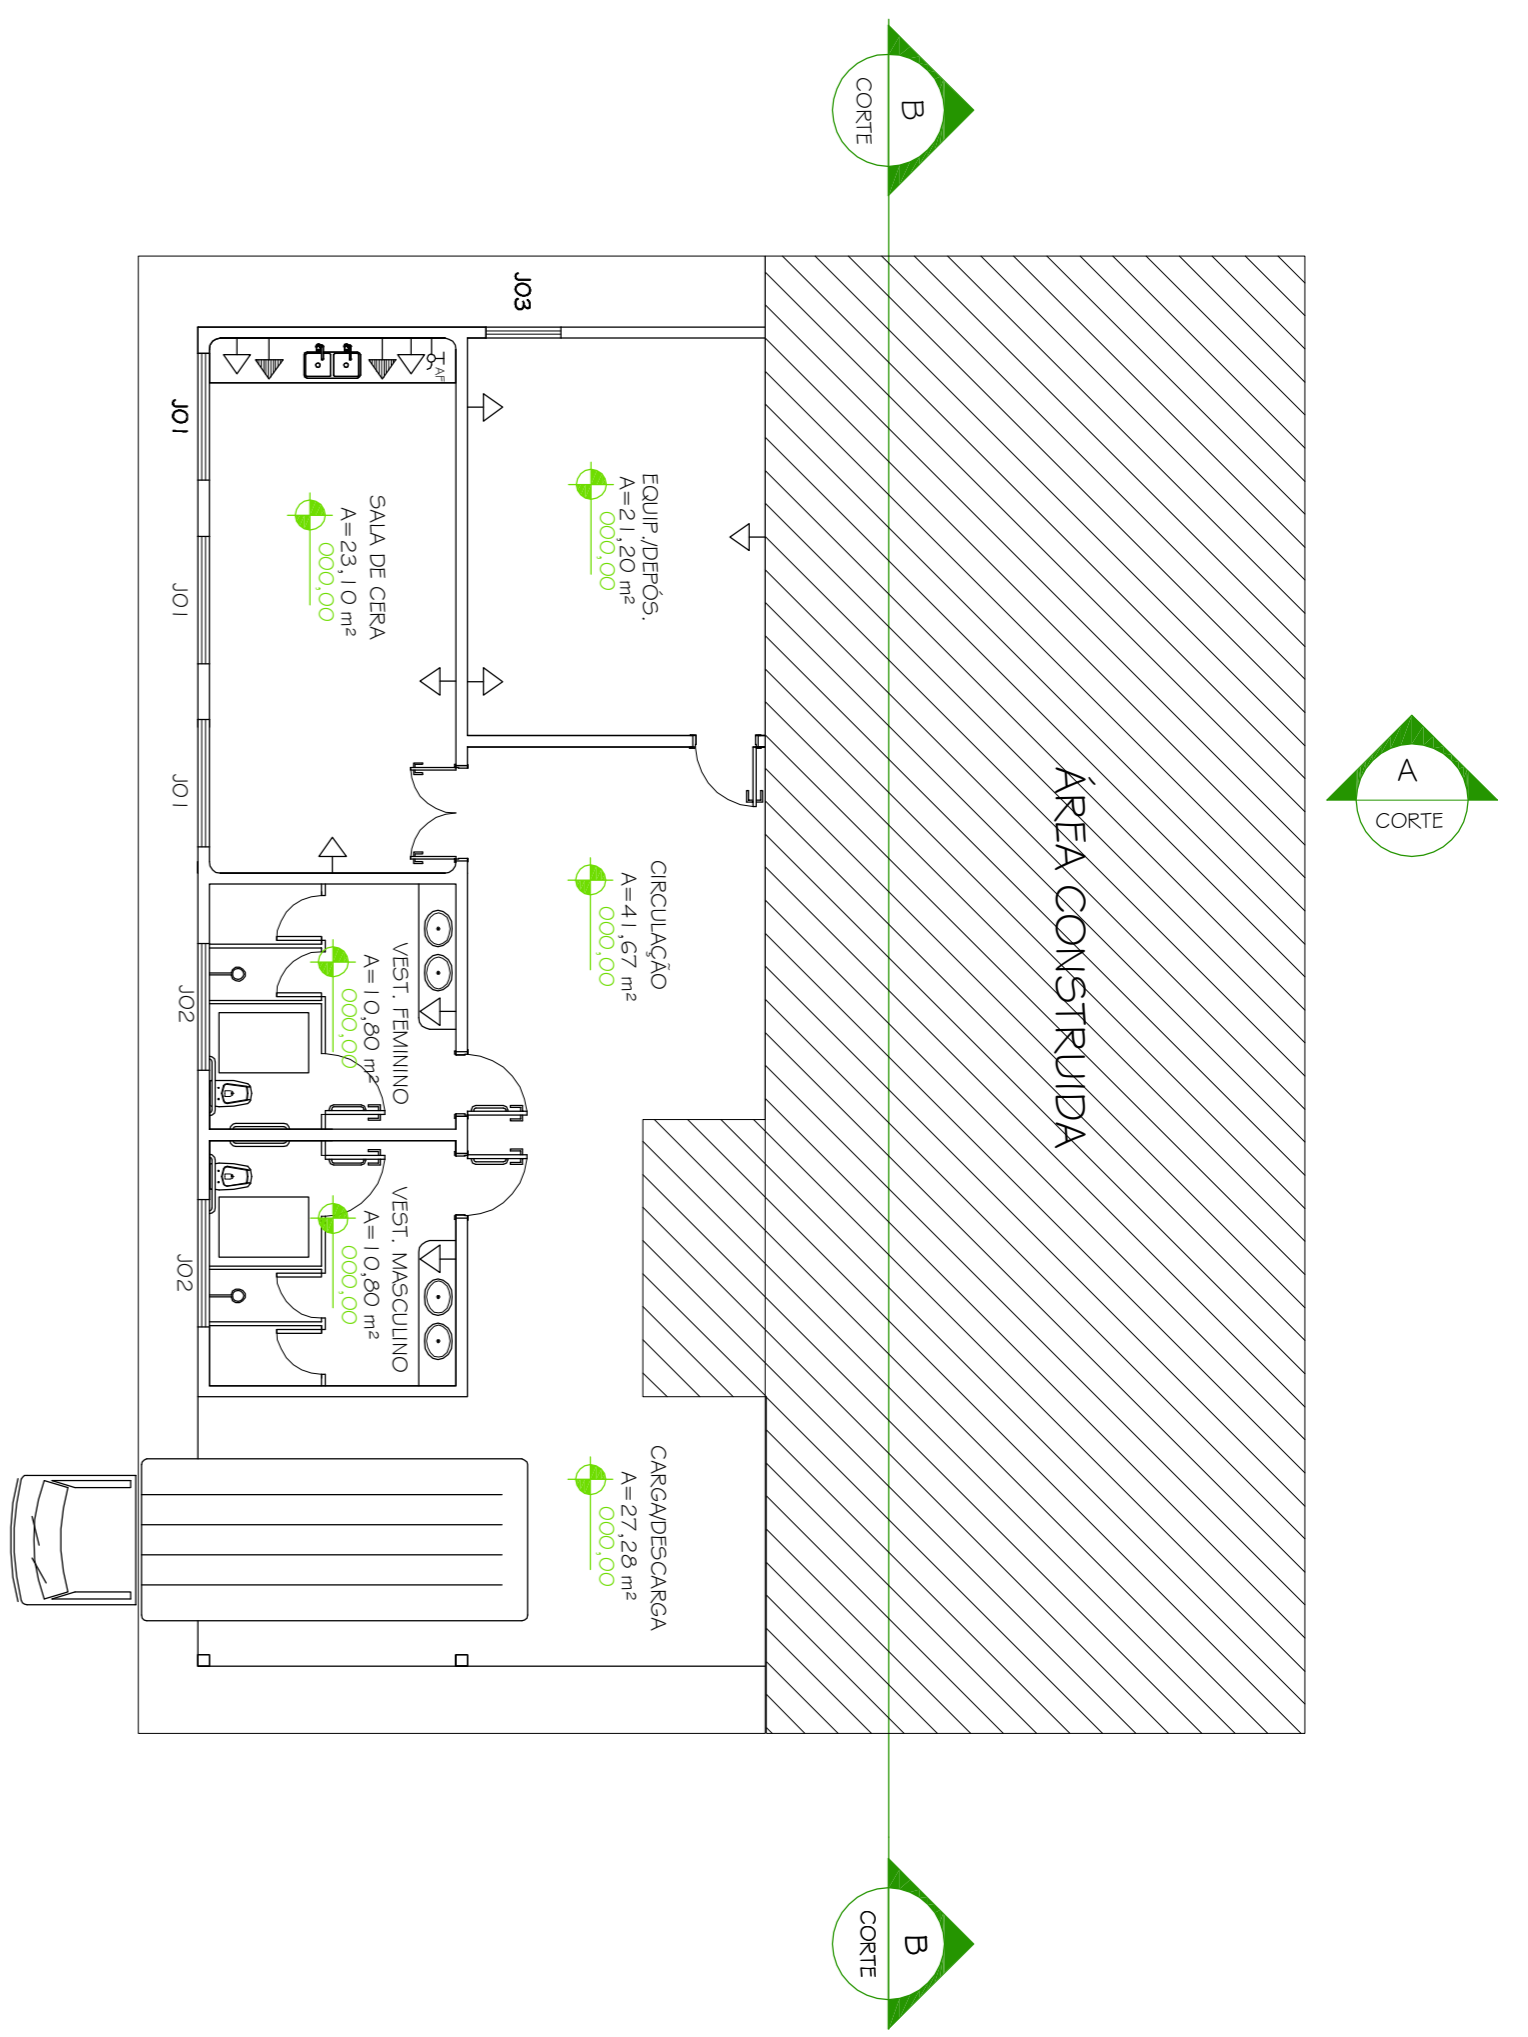 B
CORTE
A
CORTE
ÁREA CONSTRUIDA
J03
EQUIP./DEPÓS.
A=21,20 m²
000,00
AF
SALA DE CERA
A=23,10 m²
000,00
J01
J01
J01
CIRCULAÇÃO
A=41,67 m²
000,00
VEST. FEMININO
A=10,80 m²
000,00
J02
VEST. MASCULINO
A=10,80 m²
000,00
J02
CARGA/DESCARGA
A=27,28 m²
000,00
B
CORTE